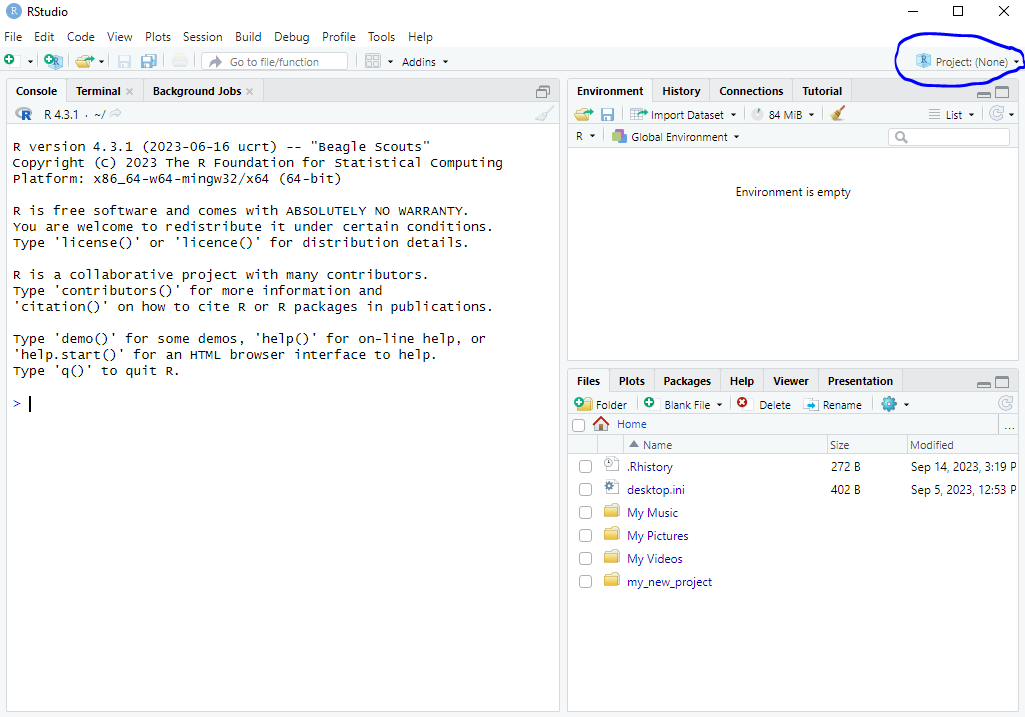 RStudio
File Edit Code View Plots Session Build Debug Profile Tools Help
Go to file/function Addins Project: (None)
Console Terminal Background Jobs
R 4.3.1 · ~/
R version 4.3.1 (2023-06-16 ucrt) -- "Beagle Scouts"
Copyright (C) 2023 The R Foundation for Statistical Computing
Platform: x86_64-w64-mingw32/x64 (64-bit)
R is free software and comes with ABSOLUTELY NO WARRANTY.
You are welcome to redistribute it under certain conditions.
Type 'license()' or 'licence()' for distribution details.
R is a collaborative project with many contributors.
Type 'contributors()' for more information and
'citation()' on how to cite R or R packages in publications.
Type 'demo()' for some demos, 'help()' for on-line help, or
'help.start()' for an HTML browser interface to help.
Type 'q()' to quit R.
>
Environment History Connections Tutorial
Import Dataset 84 MiB List
R Global Environment
Environment is empty
Files Plots Packages Help Viewer Presentation
Folder Blank File Delete Rename
Home ...
Name Size Modified
.Rhistory 272 B Sep 14, 2023, 3:19 P
desktop.ini 402 B Sep 5, 2023, 12:53 P
My Music
My Pictures
My Videos
my_new_project